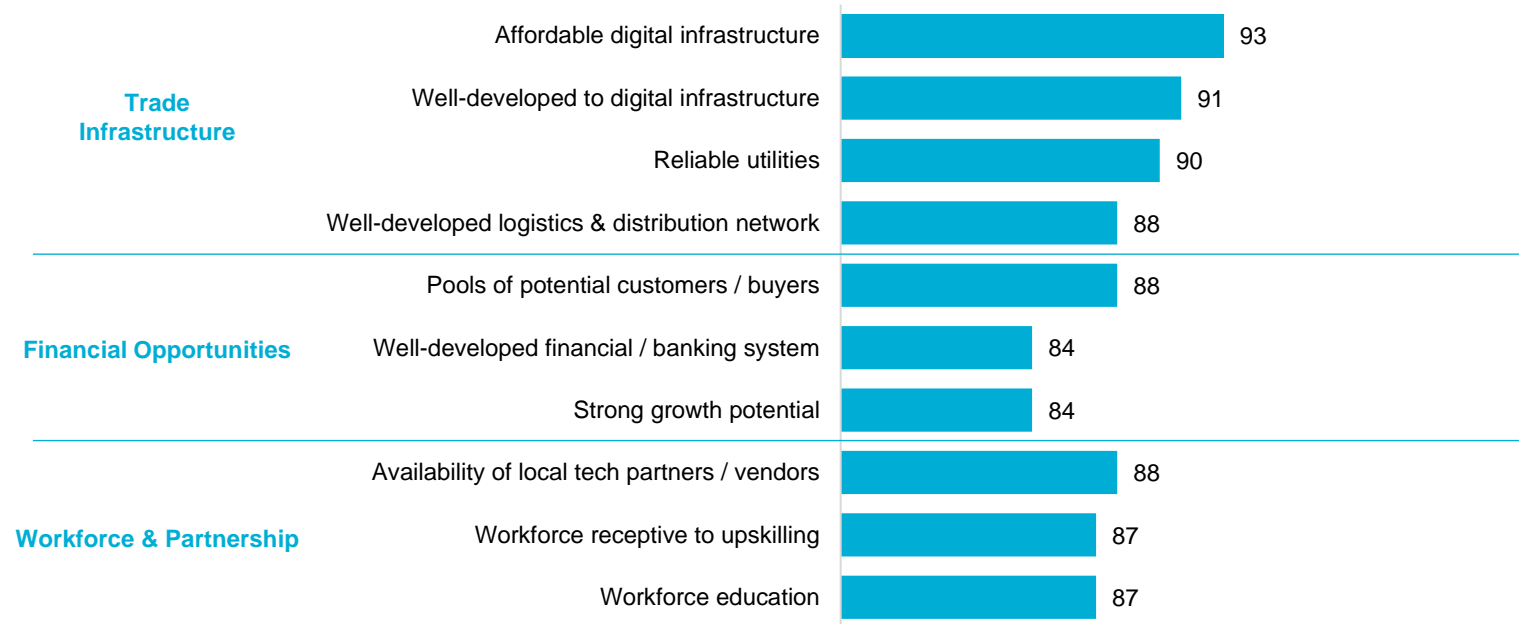 Affordable digital infrastructure 93
Well-developed to digital infrastructure 91
Trade
Infrastructure
Reliable utilities 90
Well-developed logistics & distribution network 88
Pools of potential customers / buyers 88
Financial Opportunities
Well-developed financial / banking system 84
Strong growth potential 84
Availability of local tech partners / vendors 88
Workforce & Partnership
Workforce receptive to upskilling 87
Workforce education 87